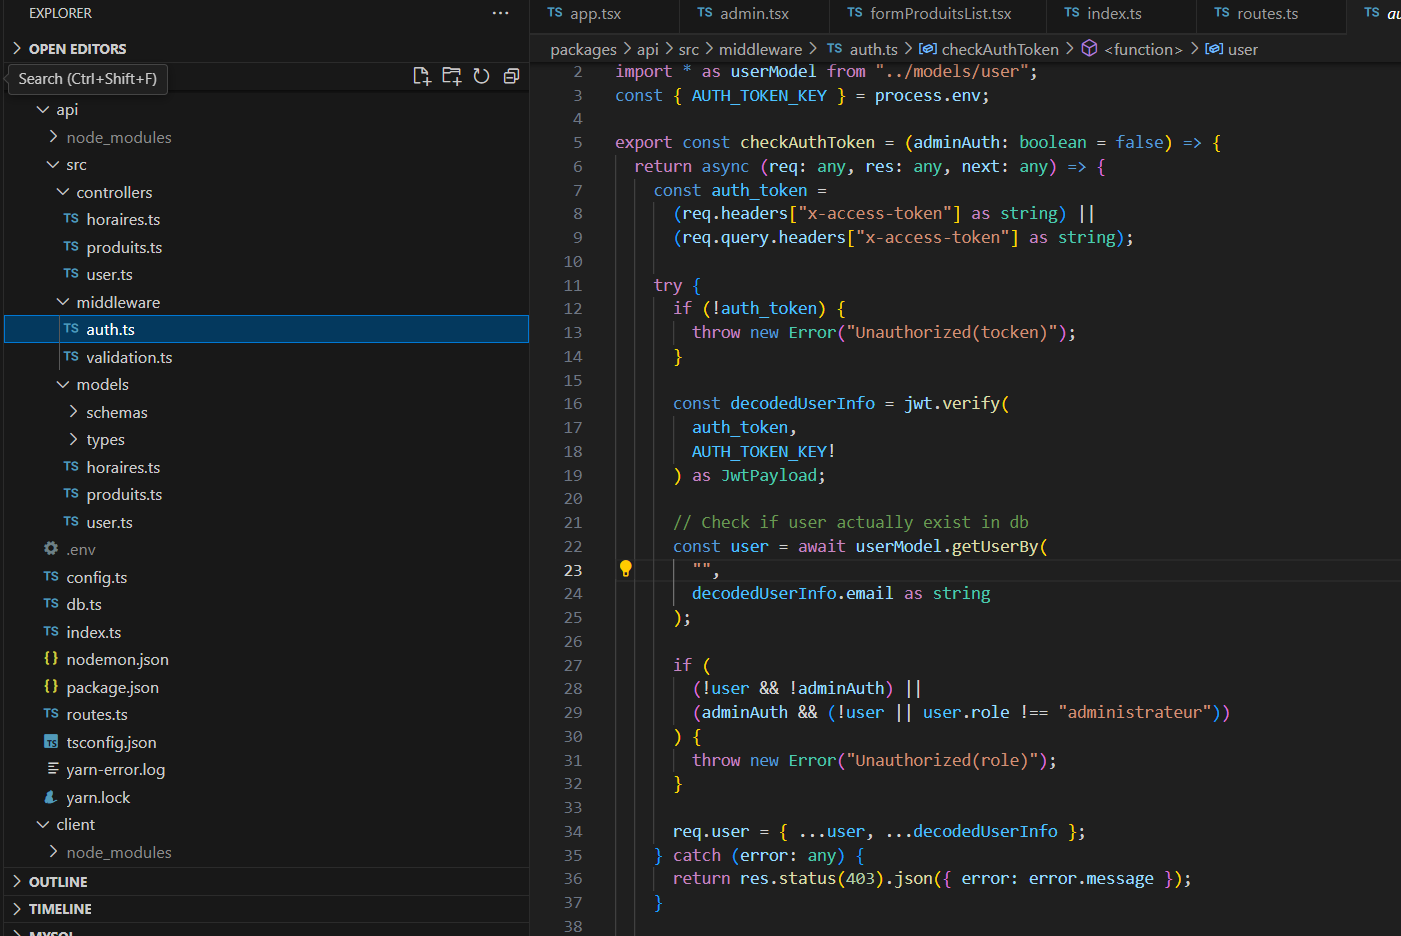 EXPLORER
OPEN EDITORS
Search (Ctrl+Shift+F)
api
node_modules
src
controllers
TS horaires.ts
TS produits.ts
TS user.ts
middleware
TS auth.ts
TS validation.ts
models
schemas
types
TS horaires.ts
TS produits.ts
TS user.ts
.env
TS config.ts
TS db.ts
TS index.ts
{} nodemon.json
{} package.json
TS routes.ts
TS tsconfig.json
yarn-error.log
yarn.lock
client
node_modules
OUTLINE
TIMELINE
MYSQL
TS app.tsx TS admin.tsx TS formProduitsList.tsx TS index.ts TS routes.ts TS au
packages > api > src > middleware > TS auth.ts > checkAuthToken > <function> > user
2 import * as userModel from "../models/user";
3 const { AUTH_TOKEN_KEY } = process.env;
4
5 export const checkAuthToken = (adminAuth: boolean = false) => {
6 return async (req: any, res: any, next: any) => {
7 const auth_token =
8 (req.headers["x-access-token"] as string) ||
9 (req.query.headers["x-access-token"] as string);
10
11 try {
12 if (!auth_token) {
13 throw new Error("Unauthorized(tocken)");
14 }
15
16 const decodedUserInfo = jwt.verify(
17 auth_token,
18 AUTH_TOKEN_KEY!
19 ) as JwtPayload;
20
21 // Check if user actually exist in db
22 const user = await userModel.getUserBy(
23 "",
24 decodedUserInfo.email as string
25 );
26
27 if (
28 (!user && !adminAuth) ||
29 (adminAuth && (!user || user.role !== "administrateur"))
30 ) {
31 throw new Error("Unauthorized(role)");
32 }
33
34 req.user = { ...user, ...decodedUserInfo };
35 } catch (error: any) {
36 return res.status(403).json({ error: error.message });
37 }
38